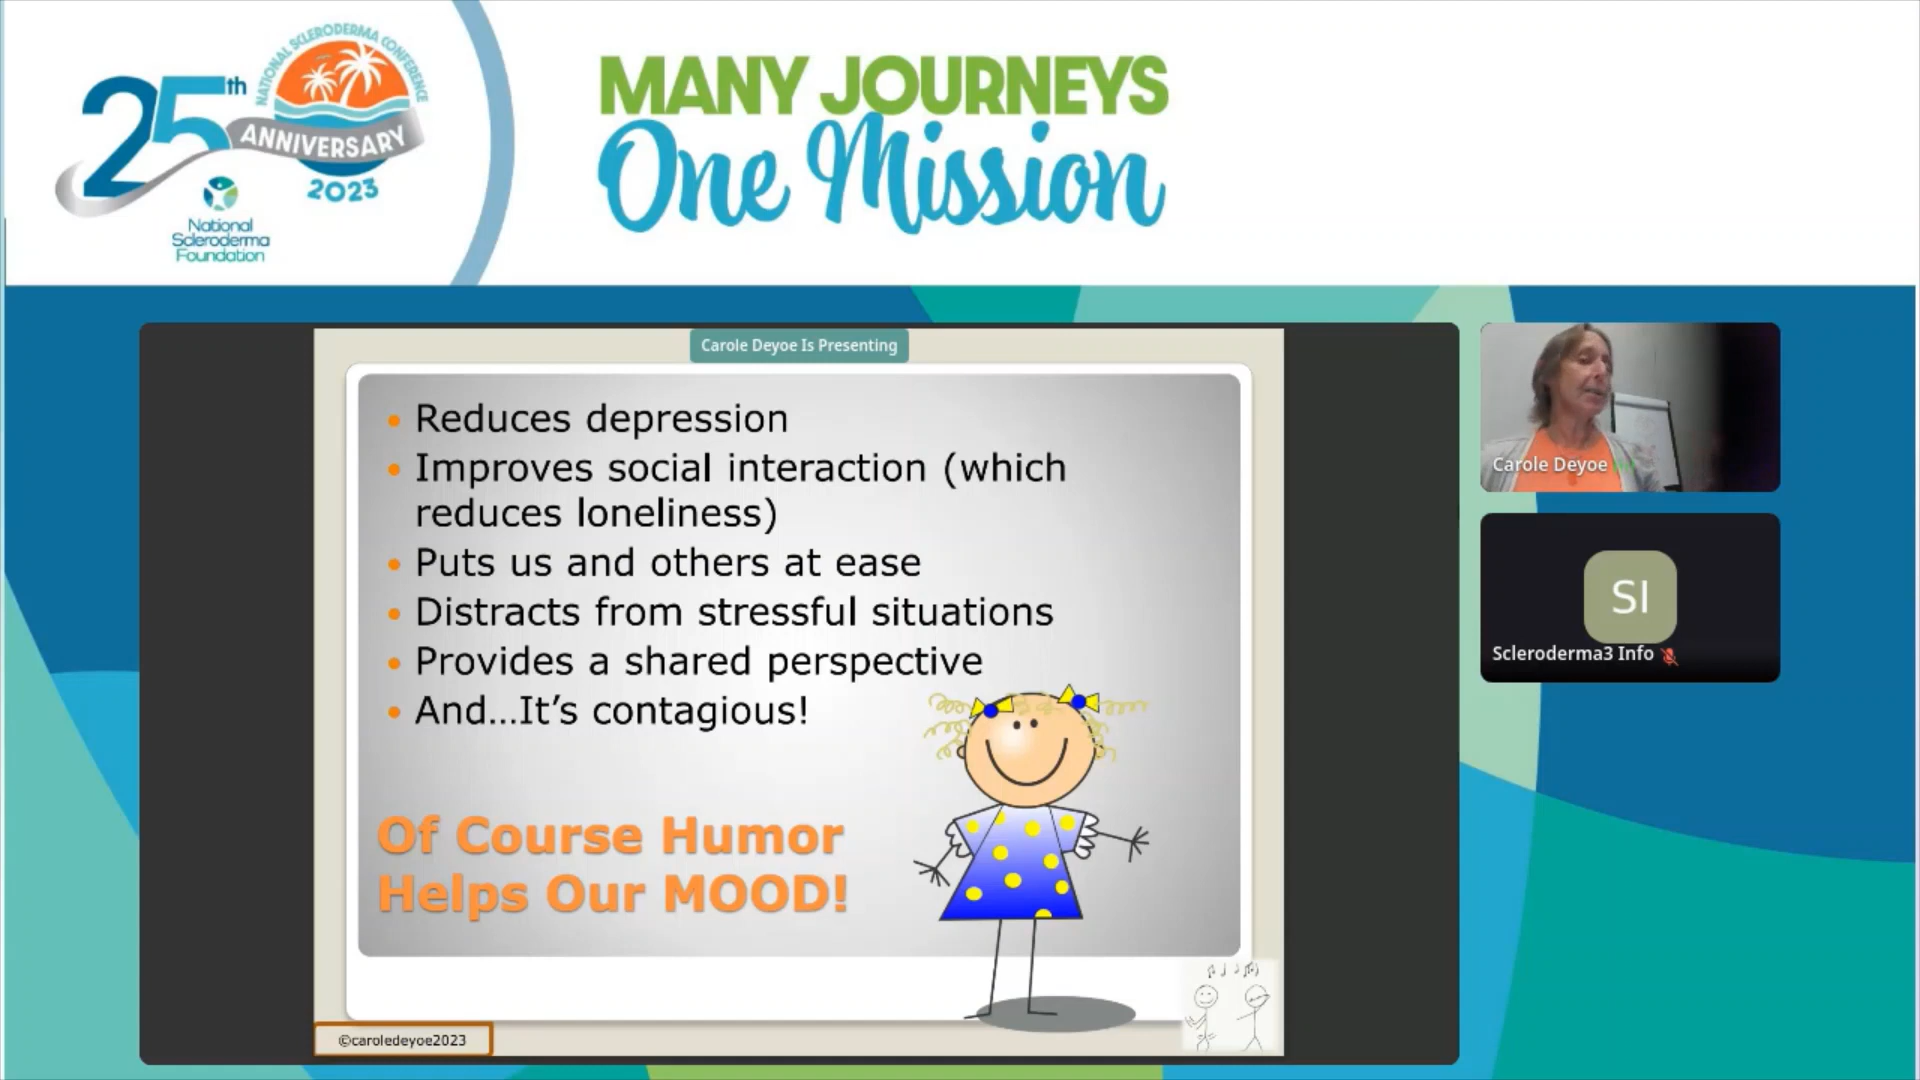 25th
NATIONAL SCLERODERMA CONFERENCE
ANNIVERSARY
2023
National
Scleroderma
Foundation
MANY JOURNEYS
One Mission
Carole Deyoe Is Presenting
• Reduces depression
• Improves social interaction (which
reduces loneliness)
• Puts us and others at ease
• Distracts from stressful situations
• Provides a shared perspective
• And...It’s contagious!
Of Course Humor
Helps Our MOOD!
©caroledeyoe2023
Carole Deyoe
SI
Scleroderma3 Info